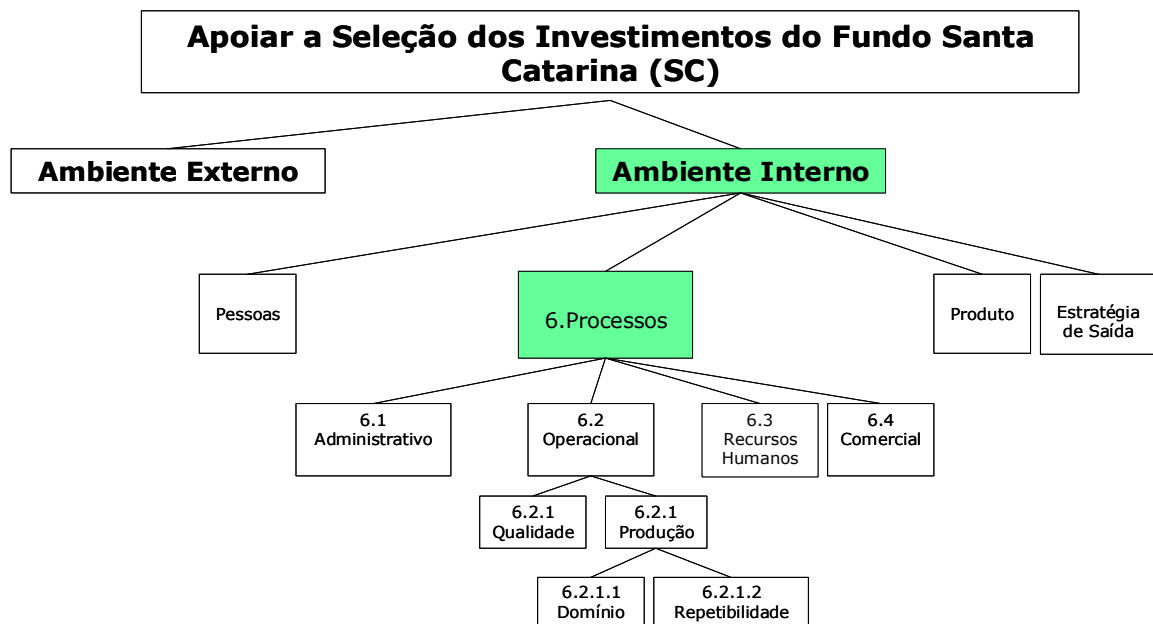 Apoiar a Seleção dos Investimentos do Fundo Santa
Catarina (SC)
Ambiente Externo
Ambiente Interno
Pessoas
6.Processos
Produto
Estratégia
de Saída
6.1
Administrativo
6.2
Operacional
6.3
Recursos
Humanos
6.4
Comercial
6.2.1
Qualidade
6.2.1
Produção
6.2.1.1
Domínio
6.2.1.2
Repetibilidade